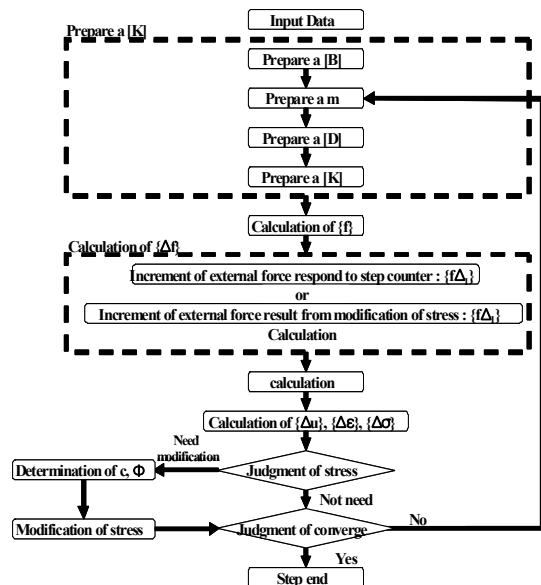 Input Data
Prepare a [K]
Prepare a [B]
Prepare a m
Prepare a [D]
Prepare a [K]
Calculation of {f}
Calculation of {Δf}
Increment of external force respond to step counter : {fΔ₁}
or
Increment of external force result from modification of stress : {fΔ₁}
Calculation
calculation
Calculation of {Δu}, {Δε}, {Δσ}
Need
modification
Determination of c, Φ
Judgment of stress
Not need
Modification of stress
Judgment of converge
No
Yes
Step end